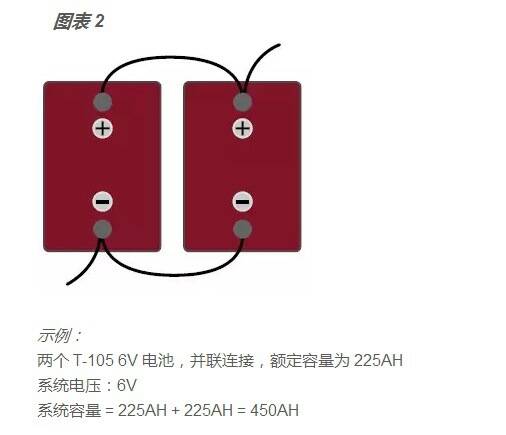 图表 2
+
+
−
−
示例：
两个 T-105 6V 电池，并联连接，额定容量为 225AH
系统电压：6V
系统容量 = 225AH + 225AH = 450AH